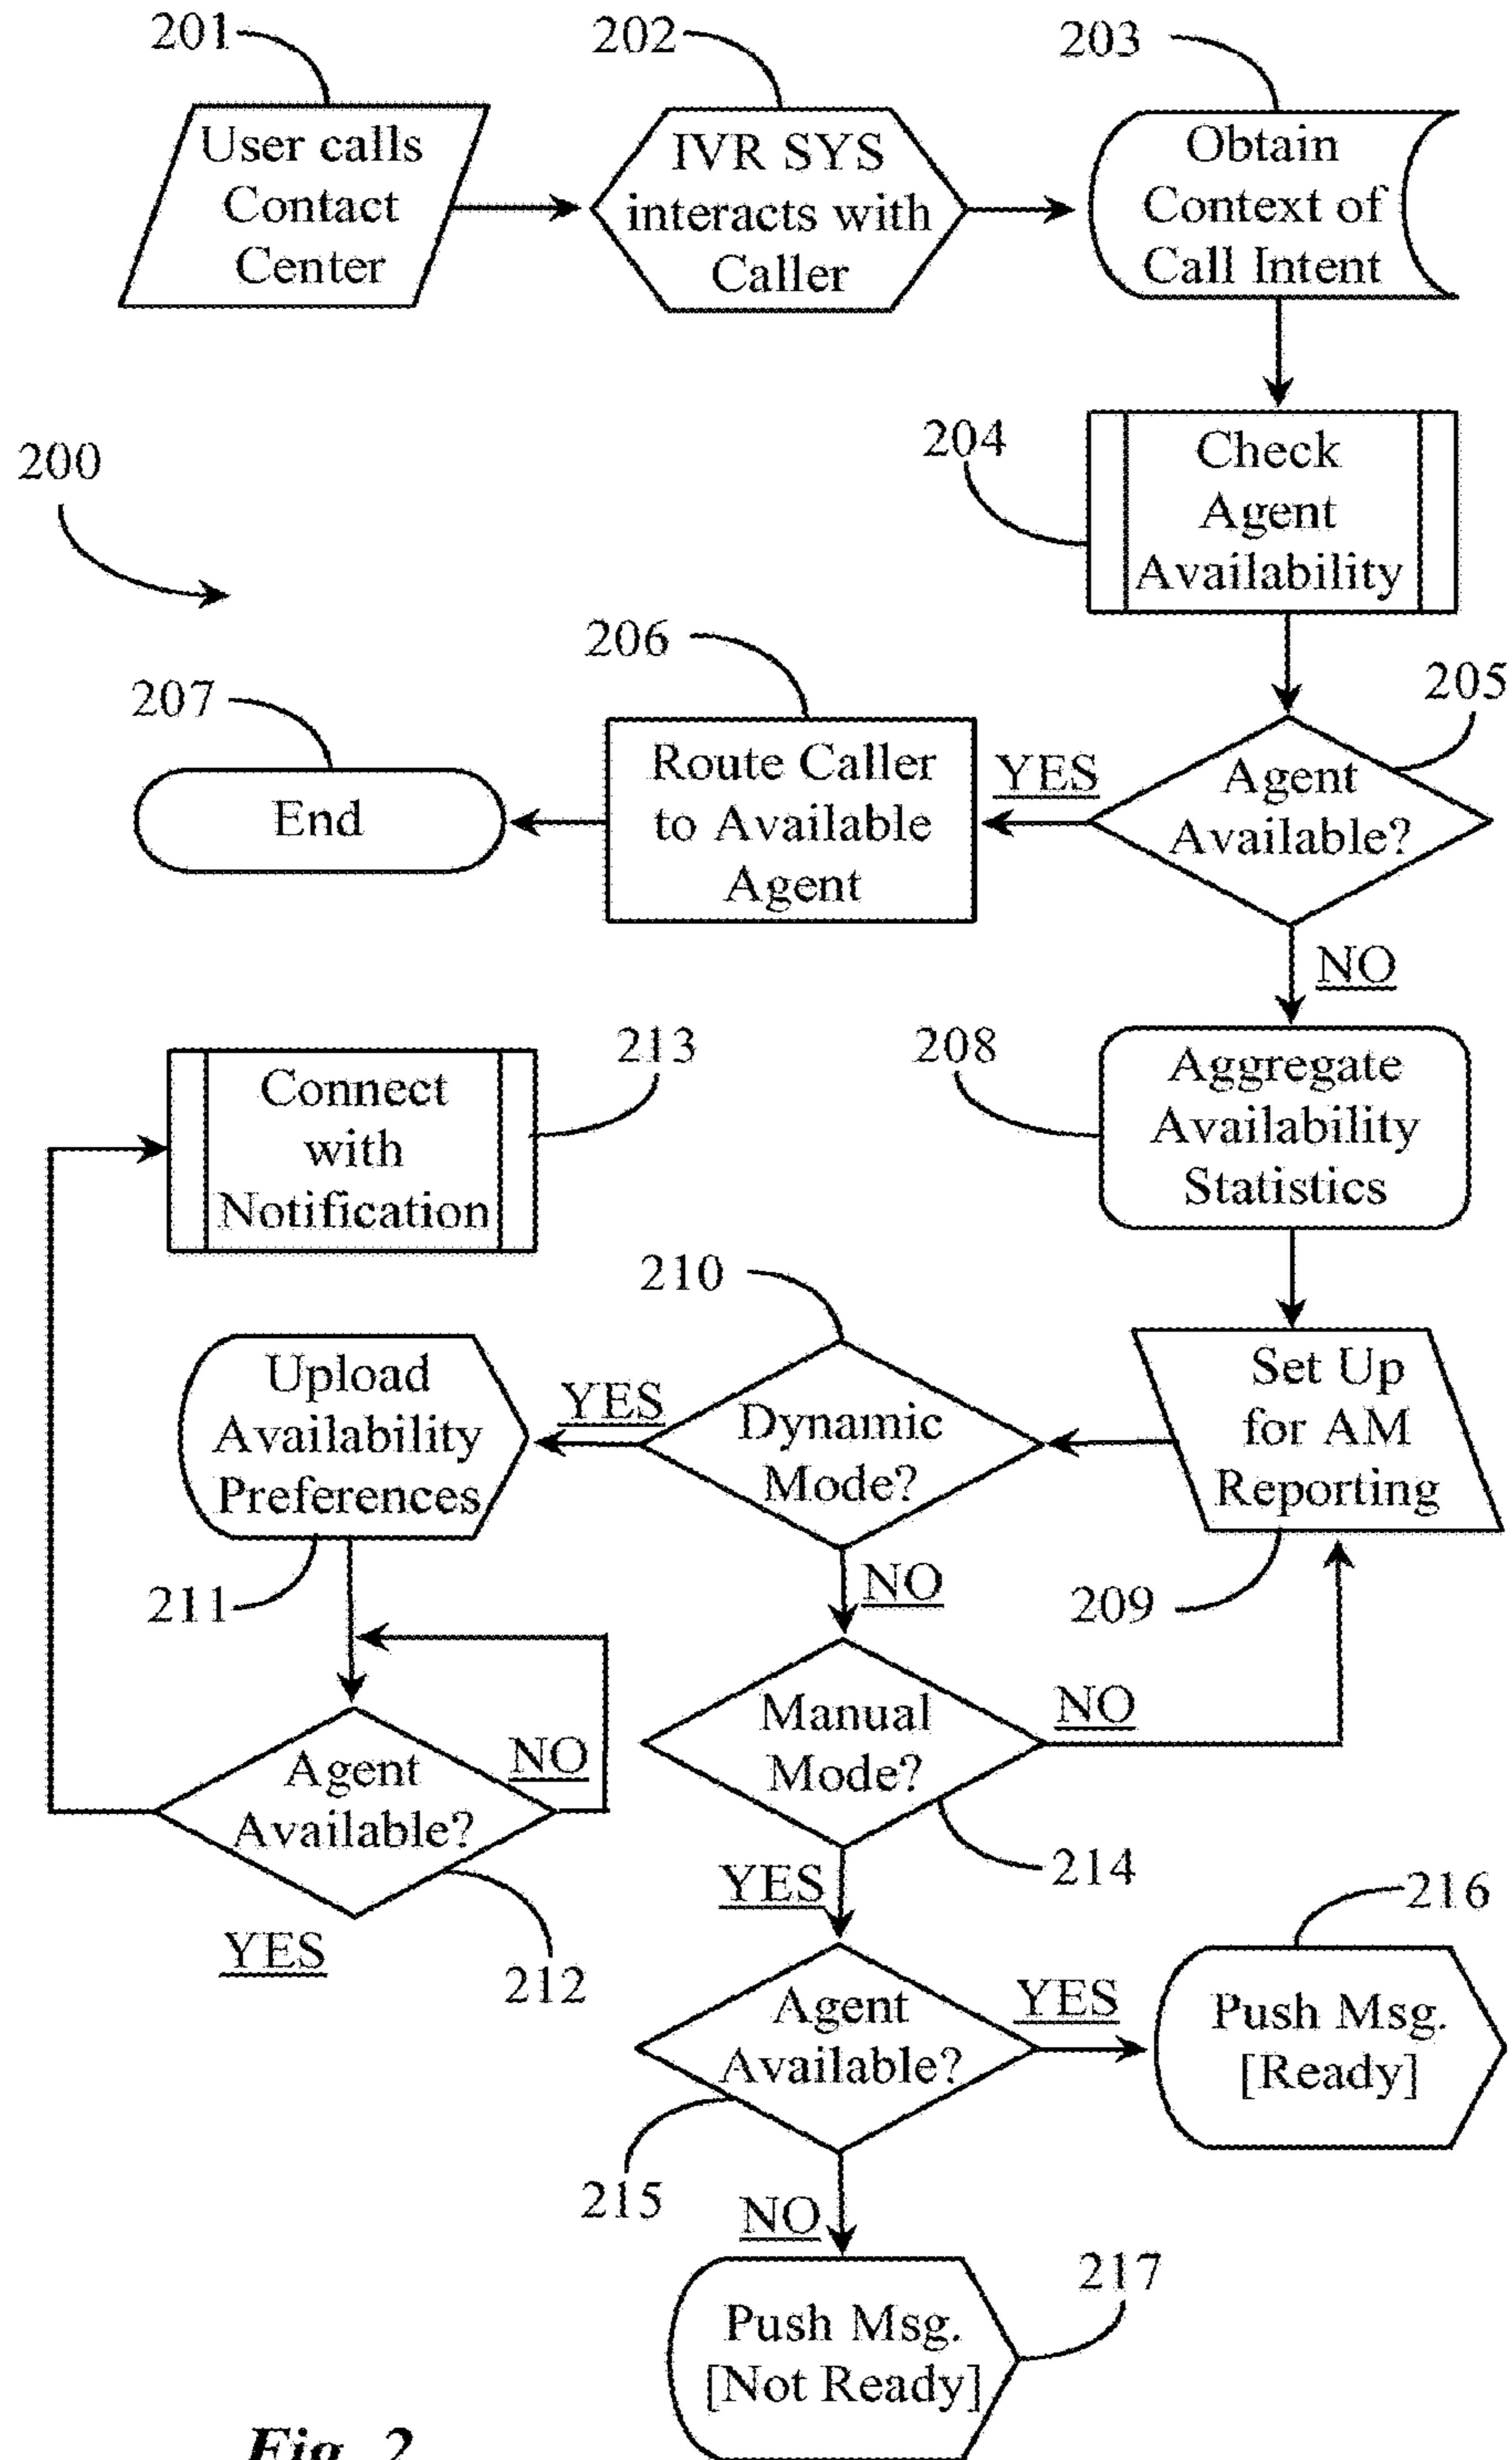 201
202
203
User calls
Contact
Center
IVR SYS
interacts with
Caller
Obtain
Context of
Call Intent
200
204
Check
Agent
Availability
206
205
207
End
Route Caller
to Available
Agent
YES
Agent
Available?
NO
213
208
Connect
with
Notification
Aggregate
Availability
Statistics
210
Upload
Availability
Preferences
YES
Dynamic
Mode?
Set Up
for AM
Reporting
211
NO
209
Manual
Mode?
NO
Agent
Available?
NO
214
YES
216
YES
212
Agent
Available?
YES
Push Msg.
[Ready]
215
NO
217
Push Msg.
[Not Ready]
Fig. 2